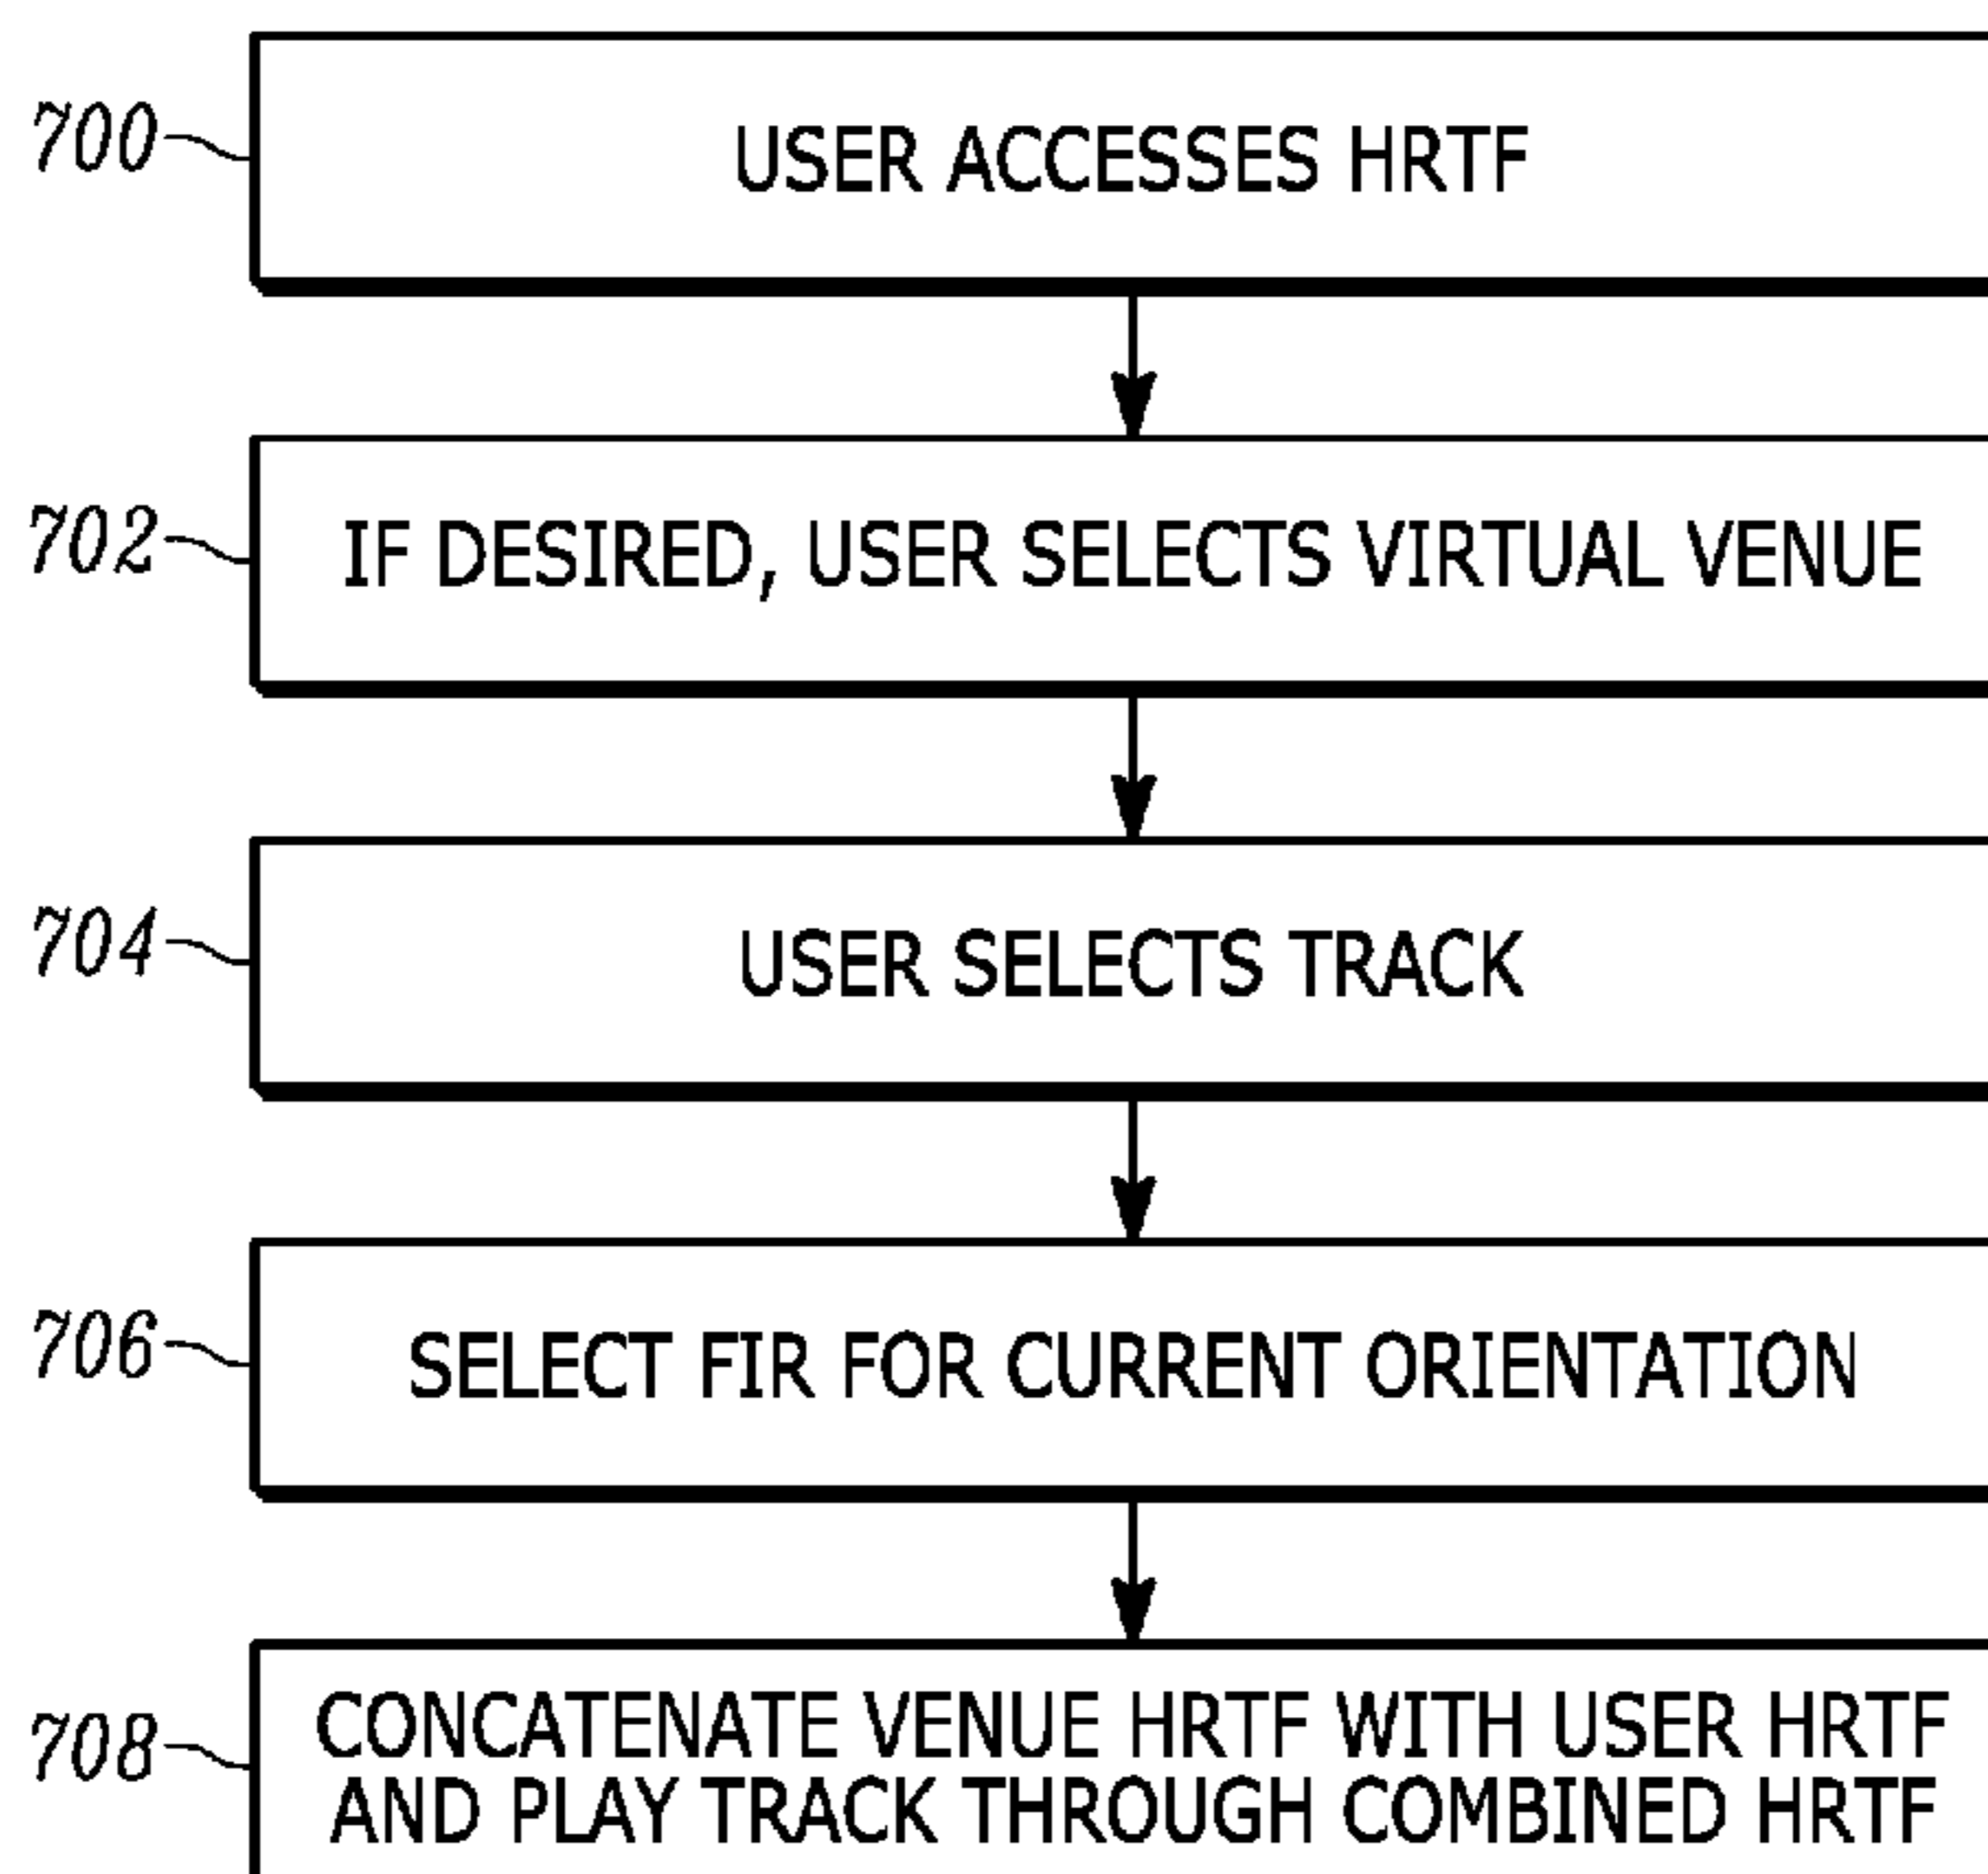 700
USER ACCESSES HRTF
702
IF DESIRED, USER SELECTS VIRTUAL VENUE
704
USER SELECTS TRACK
706
SELECT FIR FOR CURRENT ORIENTATION
708
CONCATENATE VENUE HRTF WITH USER HRTF
AND PLAY TRACK THROUGH COMBINED HRTF